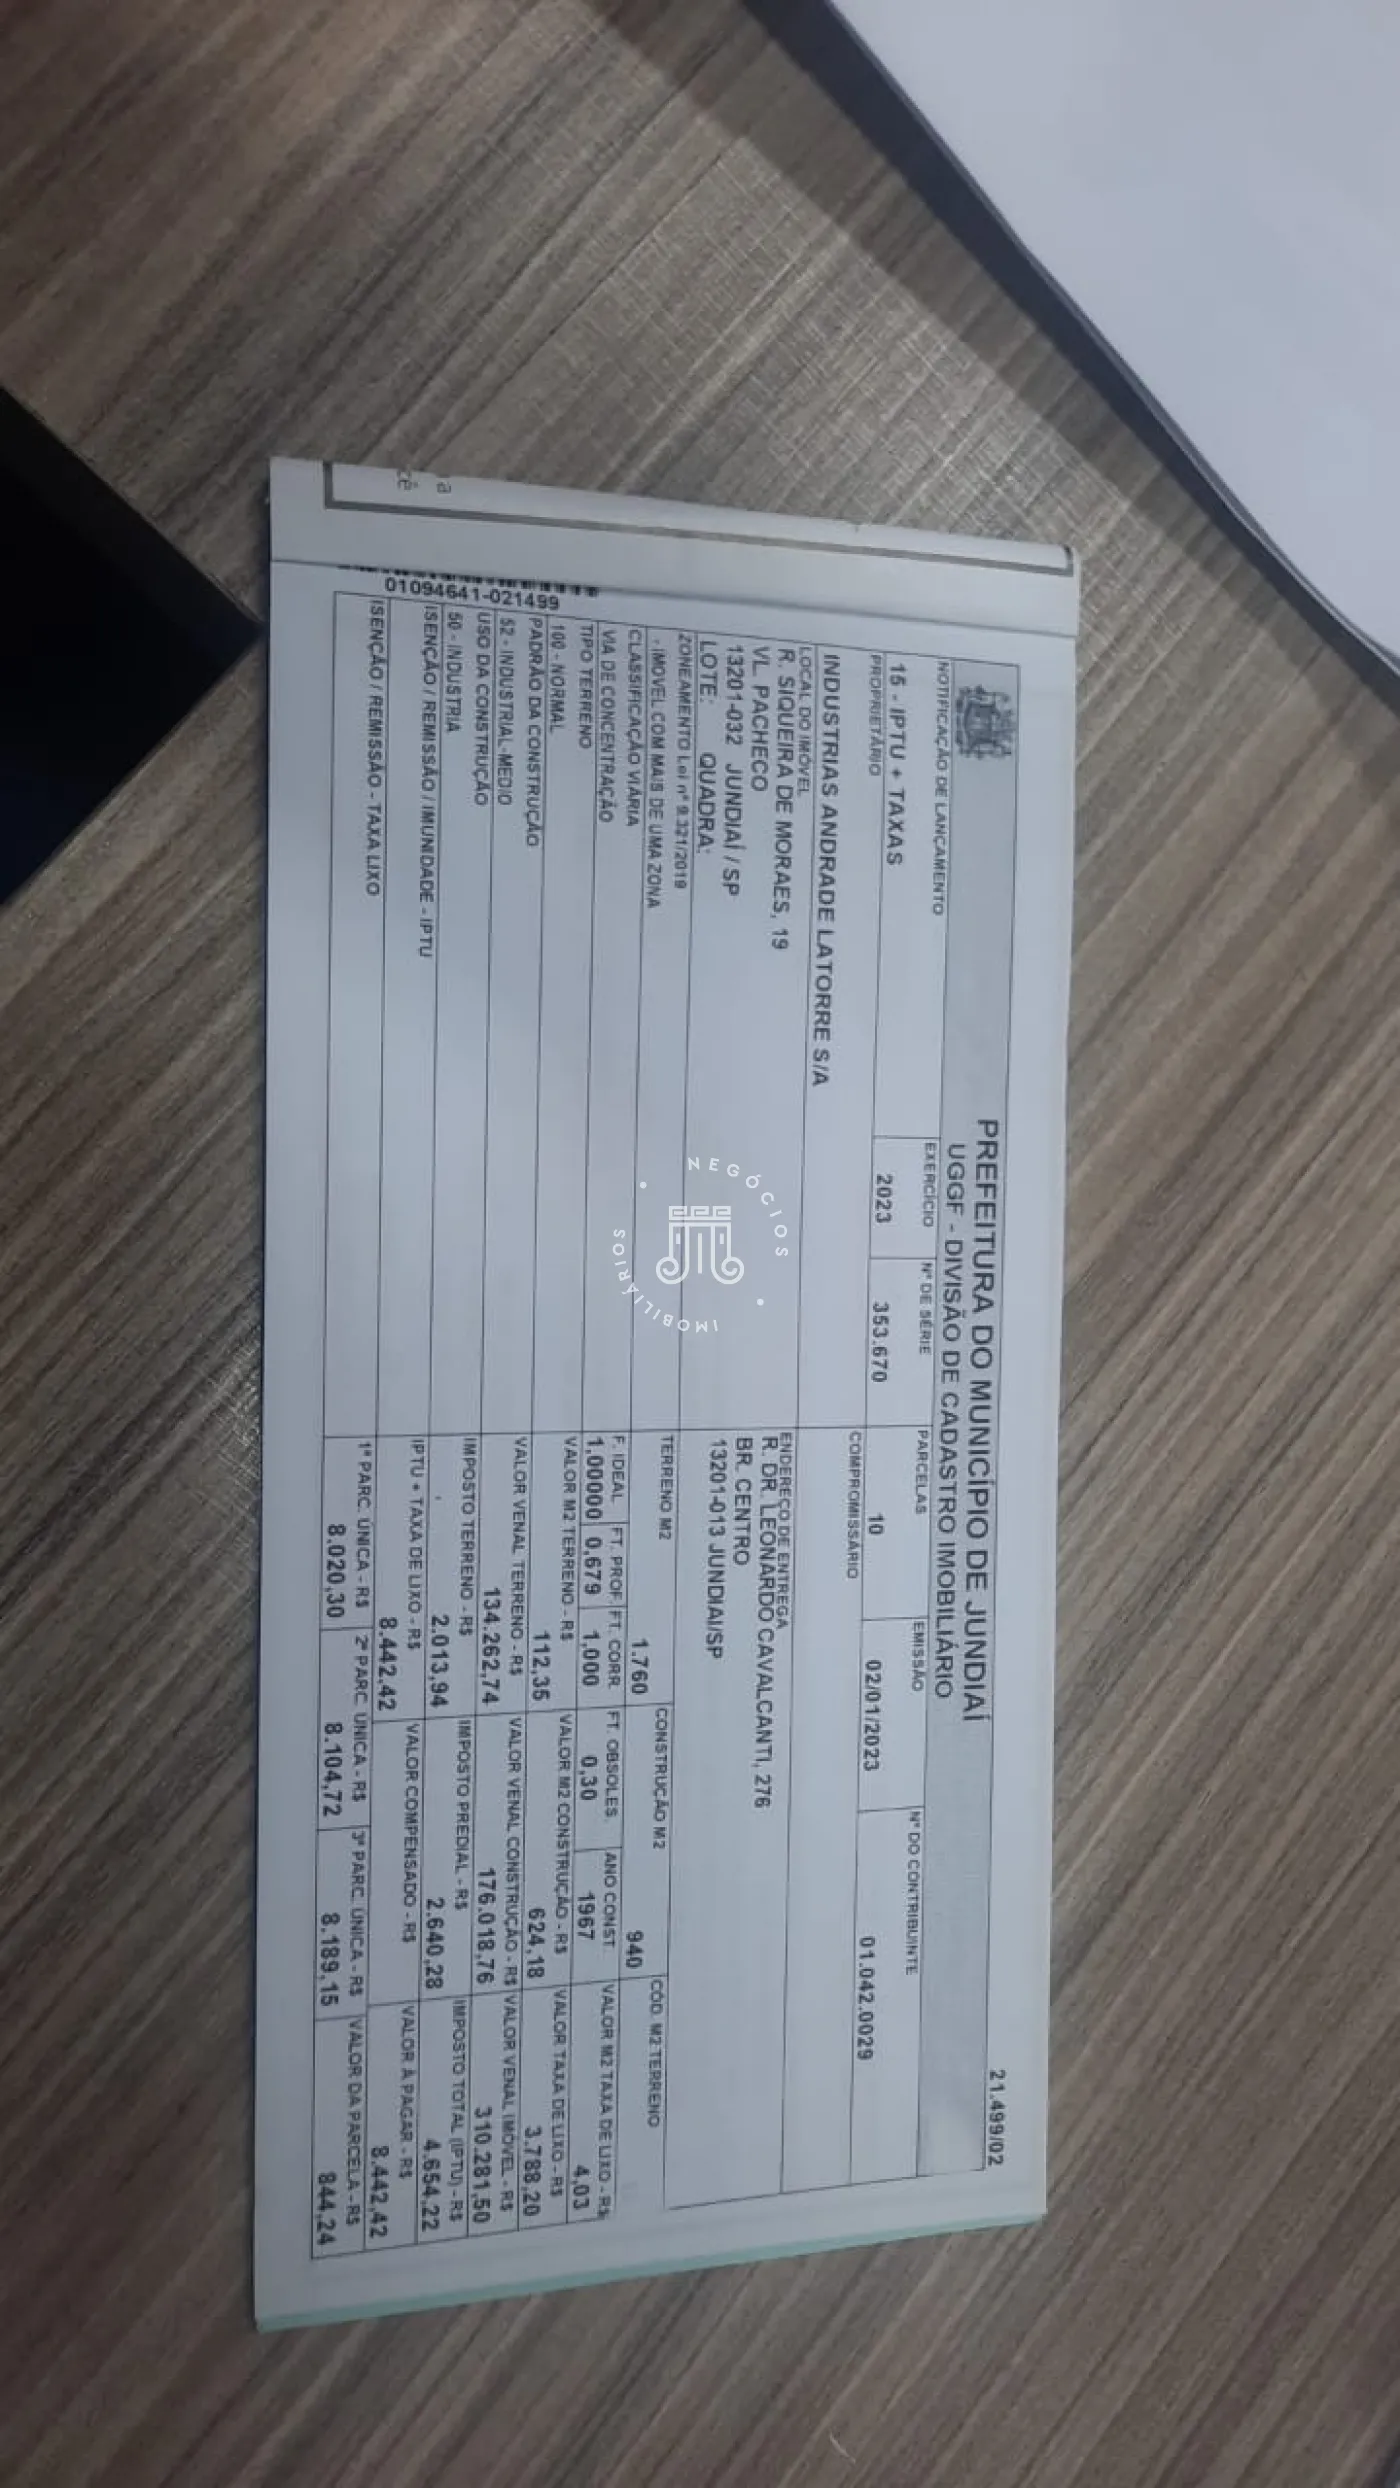 21.499/02
PREFEITURA DO MUNICÍPIO DE JUNDIAÍ
UGGF - DIVISÃO DE CADASTRO IMOBILIÁRIO
NOTIFICAÇÃO DE LANÇAMENTO EXERCÍCIO Nº DE SÉRIE PARCELAS EMISSÃO Nº DO CONTRIBUINTE
15 - IPTU + TAXAS 2023 353.670 10 02/01/2023 01.042.0029
PROPRIETÁRIO COMPROMISSÁRIO
INDUSTRIAS ANDRADE LATORRE S/A
LOCAL DO IMÓVEL ENDEREÇO DE ENTREGA
R. SIQUEIRA DE MORAES, 19 R. DR. LEONARDO CAVALCANTI, 276
VL. PACHECO BR. CENTRO
13201-032 JUNDIAÍ / SP 13201-013 JUNDIAI/SP
LOTE: QUADRA:
ZONEAMENTO Lei nº 9.321/2019 TERRENO M2 CONSTRUÇÃO M2 CÓD. M2 TERRENO
- IMOVEL COM MAIS DE UMA ZONA 1.760 940
CLASSIFICAÇÃO VIÁRIA F. IDEAL FT. PROF. FT. CORR. FT. OBSOLES. ANO CONST. VALOR M2 TAXA DE LIXO - R$
VIA DE CONCENTRAÇÃO 1,00000 0,679 1,000 0,30 1967 4,03
TIPO TERRENO VALOR M2 TERRENO - R$ VALOR M2 CONSTRUÇÃO - R$ VALOR TAXA DE LIXO - R$
100 - NORMAL 112,35 624,18 3.788,20
PADRÃO DA CONSTRUÇÃO VALOR VENAL TERRENO - R$ VALOR VENAL CONSTRUÇÃO - R$ VALOR VENAL IMÓVEL - R$
52 - INDUSTRIAL-MEDIO 134.262,74 176.018,76 310.281,50
USO DA CONSTRUÇÃO IMPOSTO TERRENO - R$ IMPOSTO PREDIAL - R$ IMPOSTO TOTAL (IPTU) - R$
50 - INDUSTRIA 2.013,94 2.640,28 4.654,22
ISENÇÃO / REMISSÃO / IMUNIDADE - IPTU IPTU + TAXA DE LIXO - R$ VALOR COMPENSADO - R$ VALOR À PAGAR - R$
8.442,42 8.442,42
ISENÇÃO / REMISSÃO - TAXA LIXO 1ª PARC. ÚNICA - R$ 2ª PARC. ÚNICA - R$ 3ª PARC. ÚNICA - R$ VALOR DA PARCELA - R$
8.020,30 8.104,72 8.189,15 844,24
01094641-021499
a
cê
NEGÓCIOS
IMOBILIÁRIOS